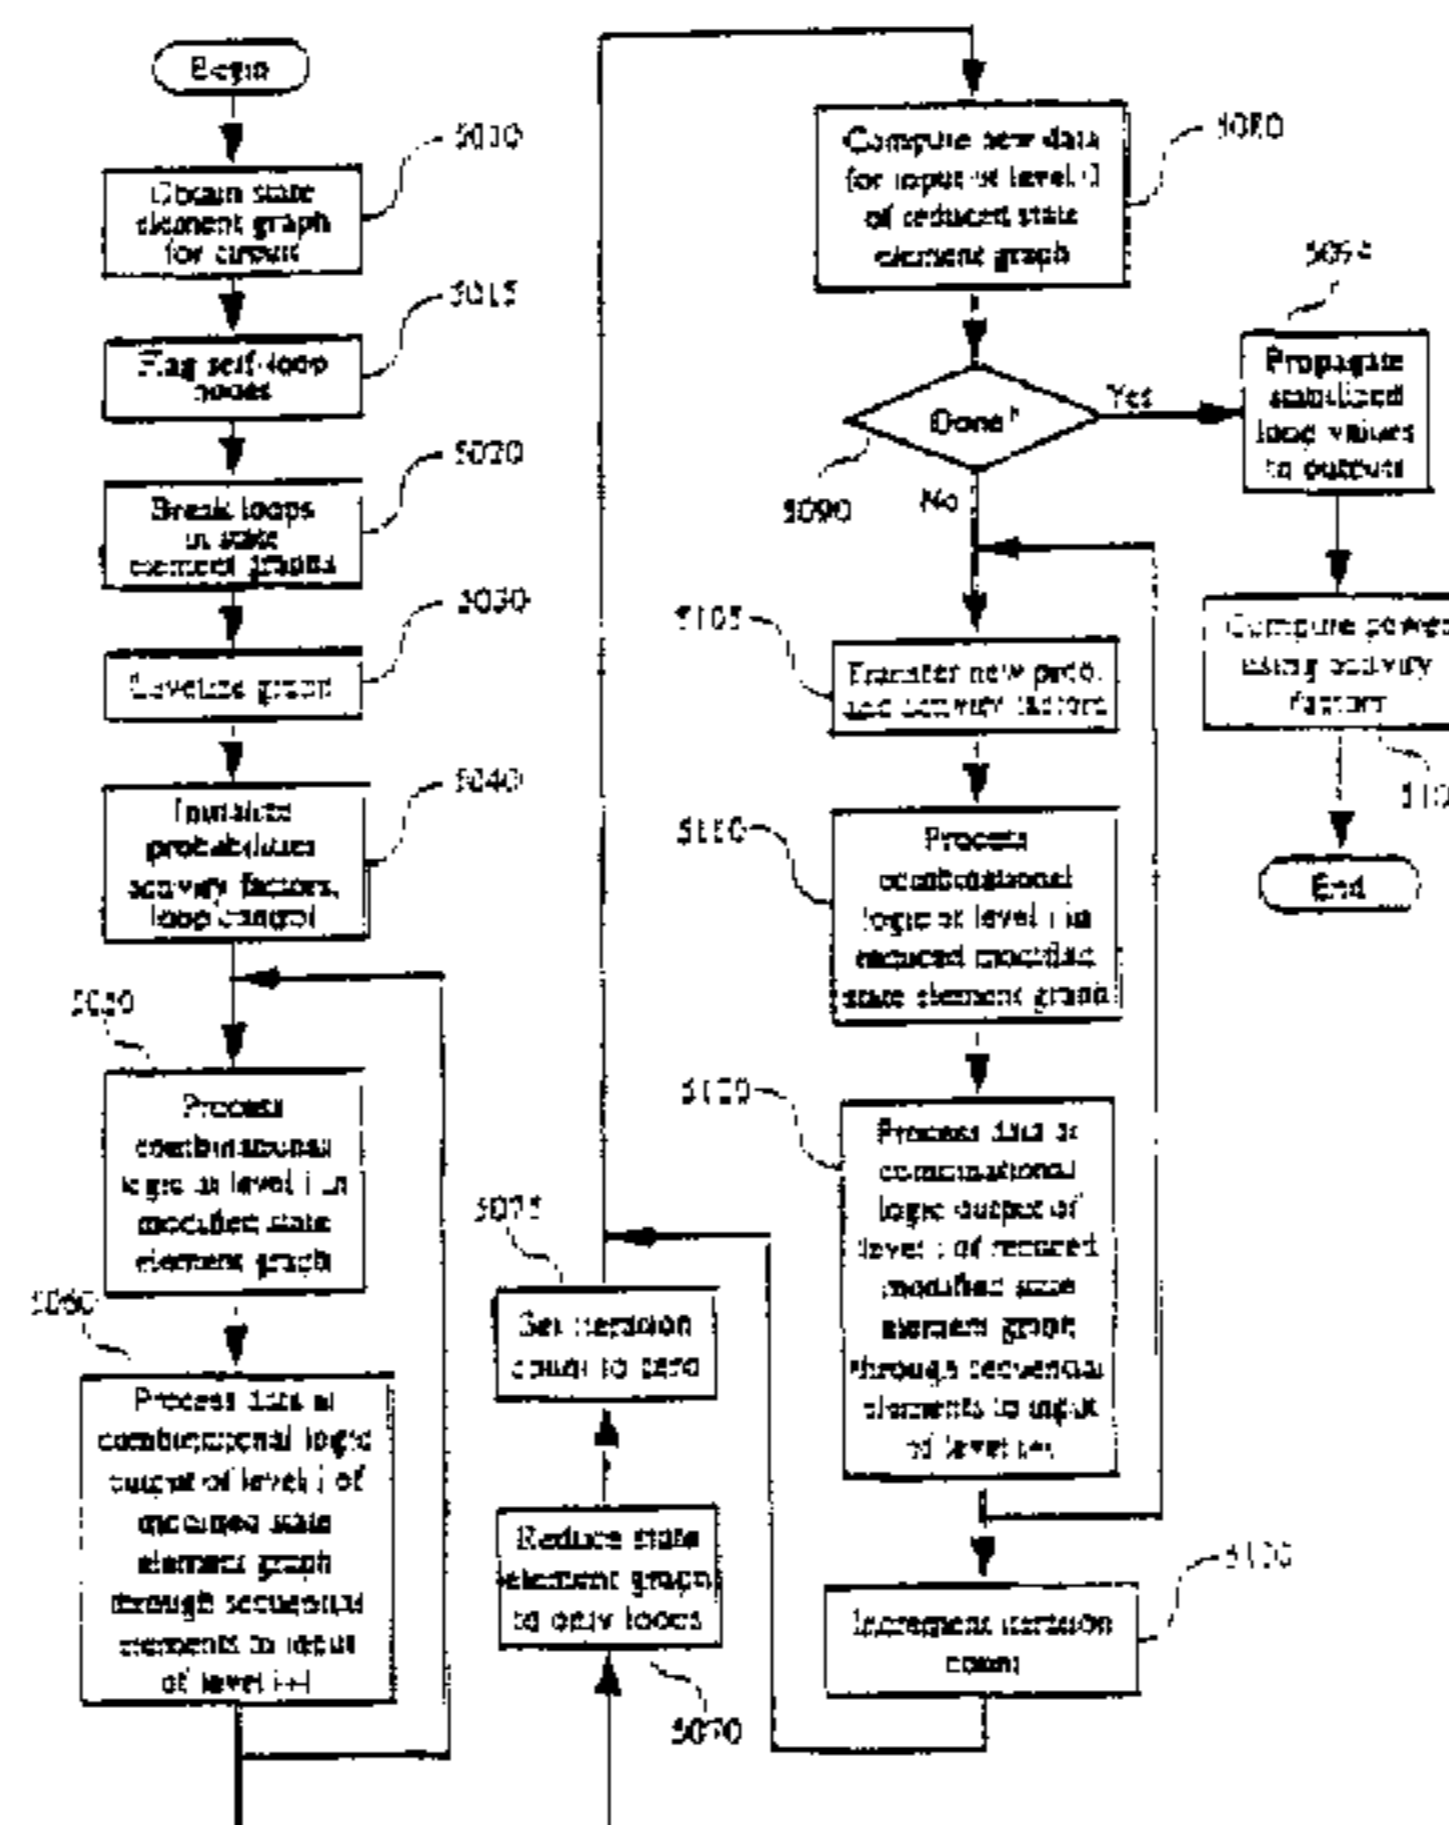 Begin
5010
Obtain state
element graph
for circuit
5015
Flag self-loop
nodes
5020
Break loops
in state
element graphs
5030
Levelize graph
5040
Initialize
probabilities
activity factors,
loop control
5050
Process
combinational
logic at level i in
modified state
element graph
5060
Process data at
combinational logic
output of level i of
modified state
element graph
through sequential
elements to input
of level i+1
5070
Reduce state
element graph
to only loops
5075
Set iteration
count to zero
5080
Compute new data
for input of level 0
of reduced state
element graph
5090
Done?
Yes
No
Propagate
stabilized
loop values
to outputs
Compute power
using activity
factors
End
5105
Transfer new prob.
and activity factors
5110
Process
combinational
logic at level i in
reduced modified
state element graph
5120
Process data at
combinational
logic output of
level i of reduced
modified state
element graph
through sequential
elements to input
of level
Increment iteration
count